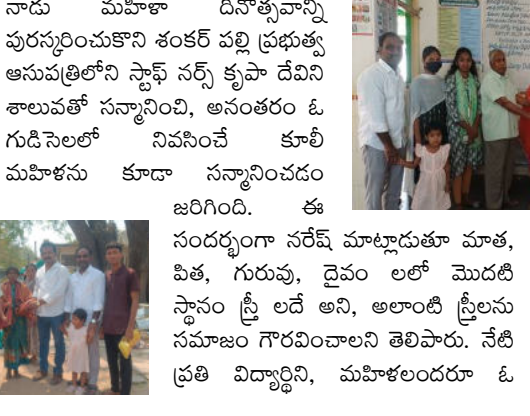 నాడు మహిళా దినోత్సవాన్ని
పురస్కరించుకొని శంకర్ పల్లి ప్రభుత్వ
ఆసుపత్రిలోని స్టాఫ్ నర్స్ కృపా దేవిని
శాలువతో సన్మానించి, అనంతరం ఓ
గుడిసెలలో నివసించే కూలీ
మహిళను కూడా సన్మానించడం
జరిగింది. ఈ
సందర్భంగా నరేష్ మాట్లాడుతూ మాత,
పిత, గురువు, దైవం లలో మొదటి
స్థానం స్త్రీ లదే అని, అలాంటి స్త్రీలను
సమాజం గౌరవించాలని తెలిపారు. నేటి
ప్రతి విద్యార్థిని, మహిళలందరూ ఓ